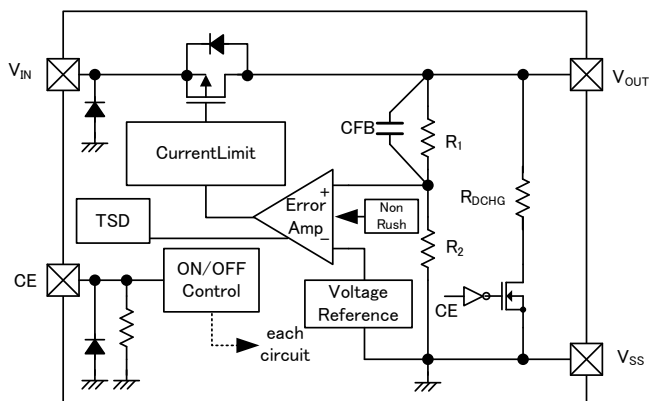 VIN
VOUT
CFB
R1
CurrentLimit
RDCHG
+
Error
Amp
−
Non
Rush
TSD
R2
CE
ON/OFF
Control
Voltage
Reference
CE
each
circuit
VSS